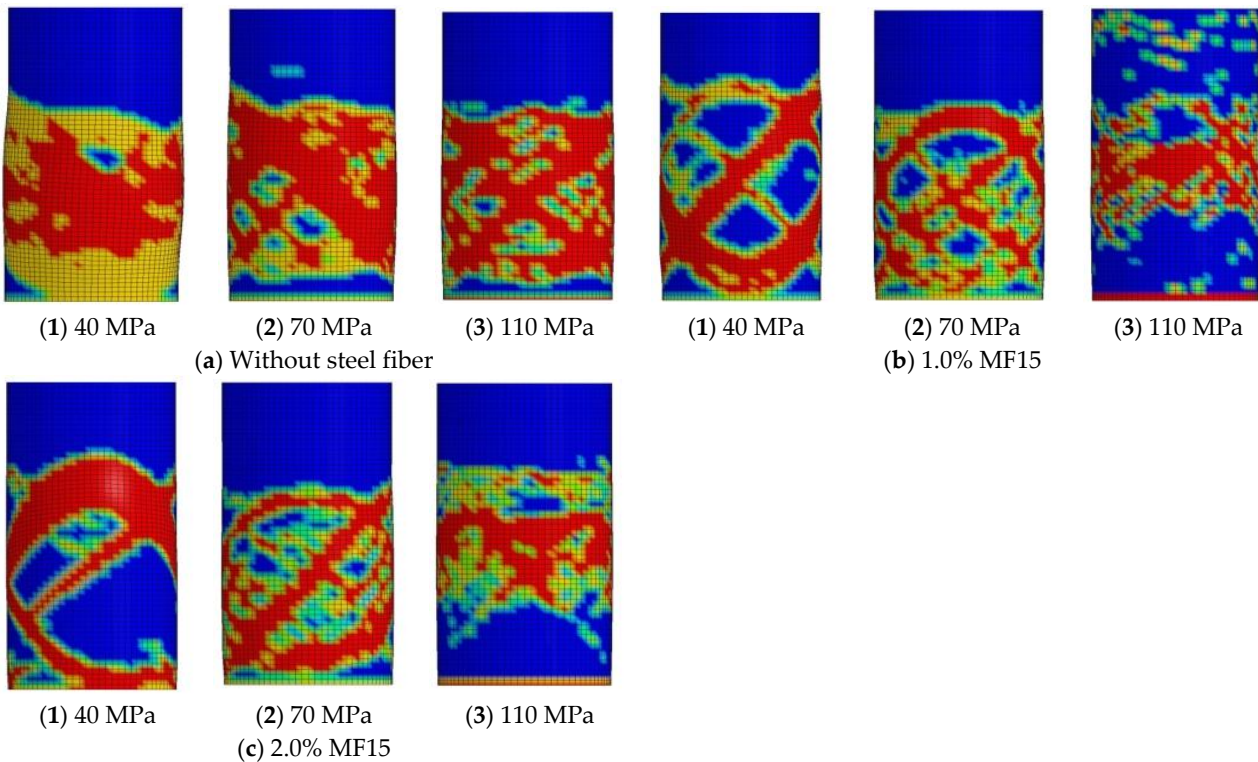 (1) 40 MPa (2) 70 MPa (3) 110 MPa (1) 40 MPa (2) 70 MPa (3) 110 MPa
(a) Without steel fiber (b) 1.0% MF15
(1) 40 MPa (2) 70 MPa (3) 110 MPa
(c) 2.0% MF15